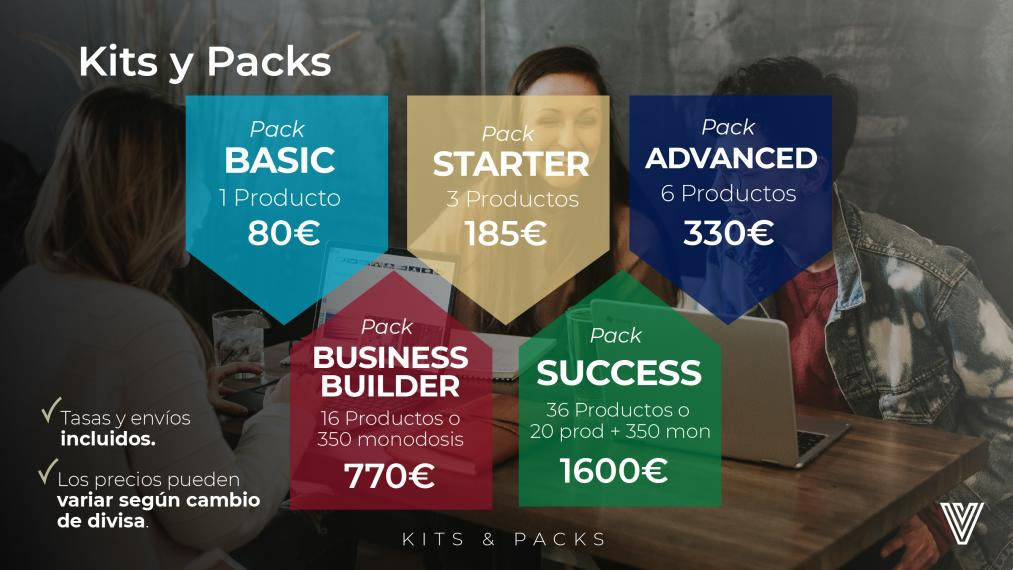 Kits y Packs
Pack
BASIC
1 Producto
80€
Pack
STARTER
3 Productos
185€
Pack
ADVANCED
6 Productos
330€
Pack
BUSINESS
BUILDER
16 Productos o
350 monodosis
770€
Pack
SUCCESS
36 Productos o
20 prod + 350 mon
1600€
✓Tasas y envíos
incluidos.
✓Los precios pueden
variar según cambio
de divisa.
KITS & PACKS